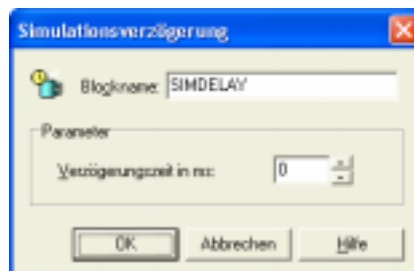 Simulationsverzögerung
Blockname: SIMDELAY
Parameter
Verzögerungszeit in ms: 0
OK Abbrechen Hilfe